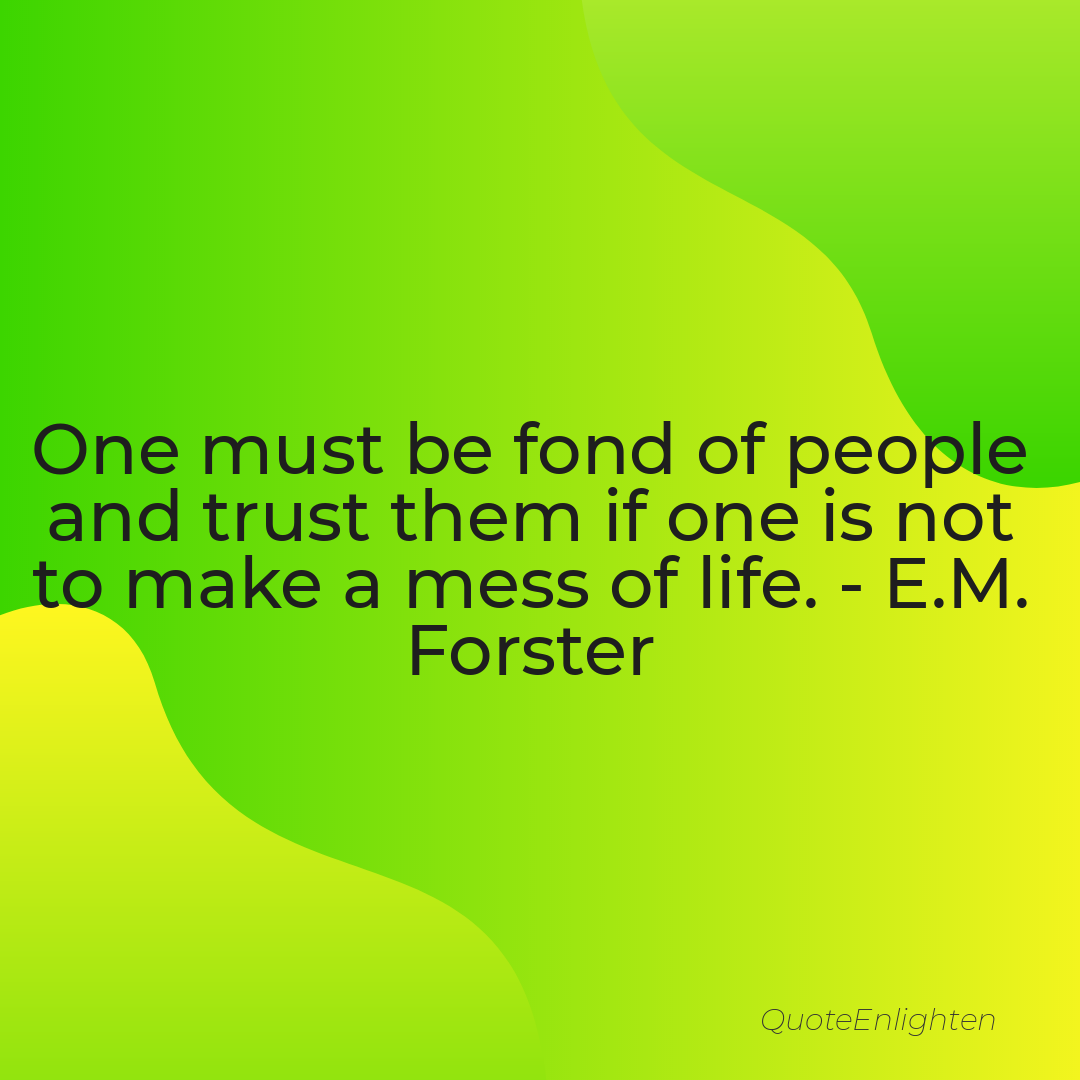 One must be fond of people
and trust them if one is not
to make a mess of life. - E.M.
Forster
QuoteEnlighten